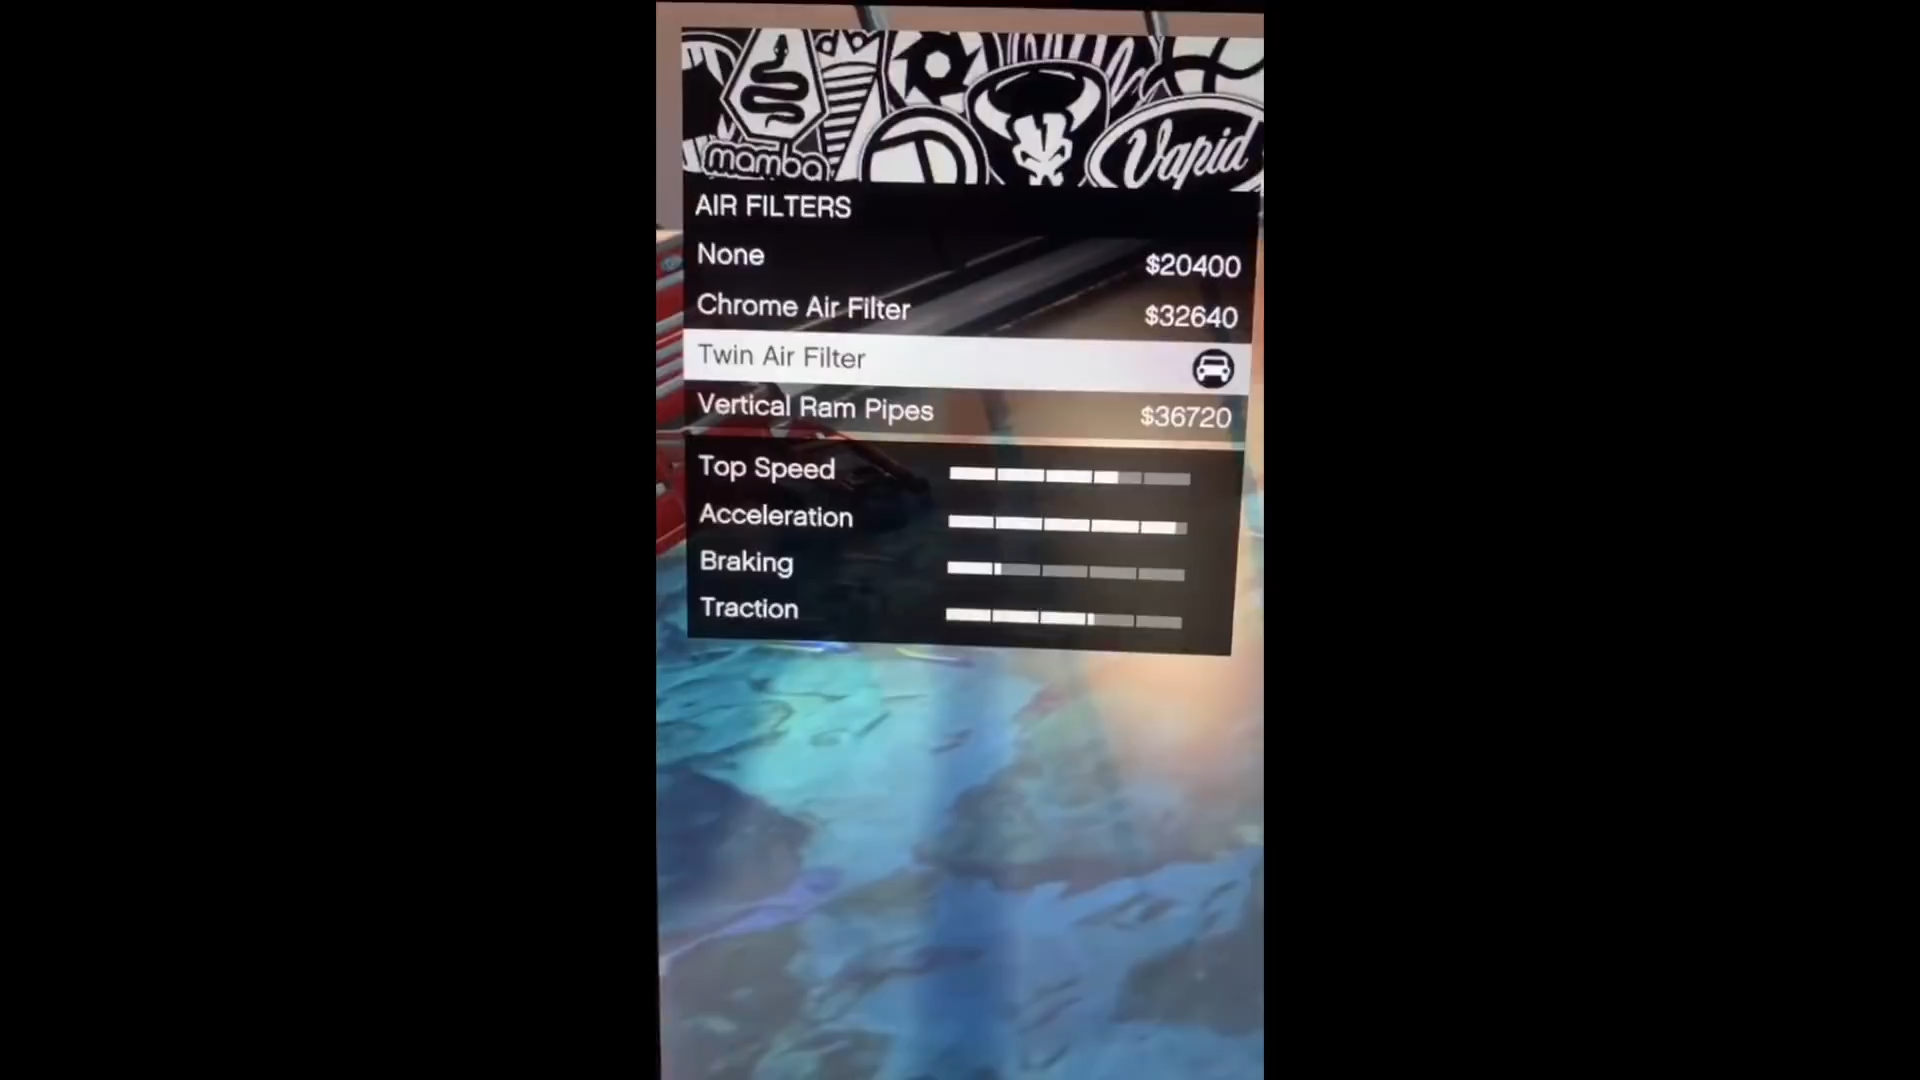 mamba
Vapid
AIR FILTERS
None $20400
Chrome Air Filter $32640
Twin Air Filter
Vertical Ram Pipes $36720
Top Speed
Acceleration
Braking
Traction